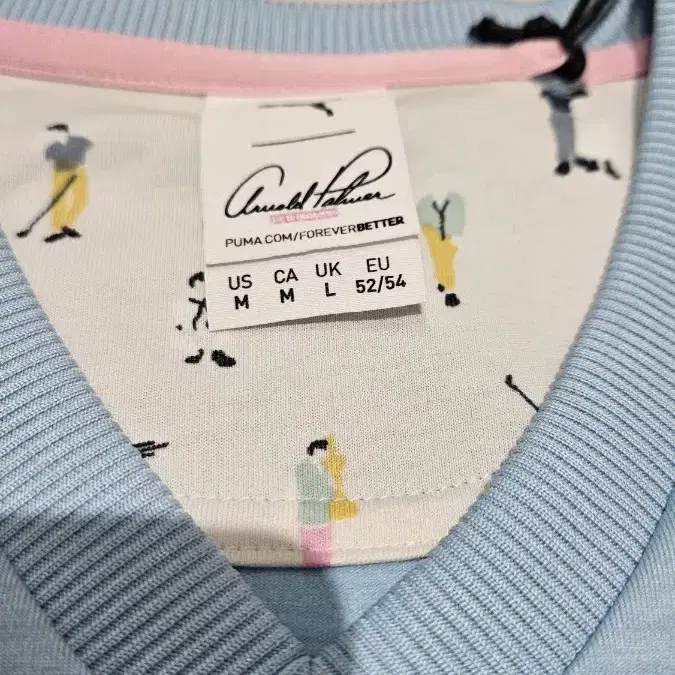 Arnold Palmer
PUMA.COM/FOREVERBETTER
US CA UK EU
M M L 52/54